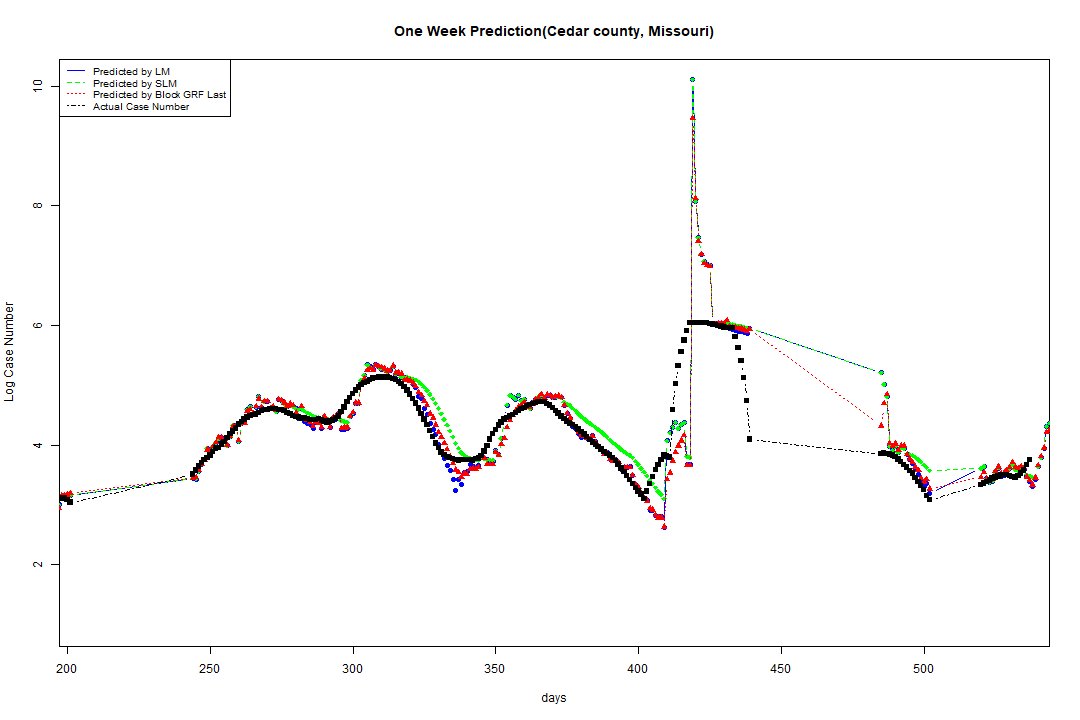 One Week Prediction(Cedar county, Missouri)
Predicted by LM
Predicted by SLM
Predicted by Block GRF Last
Actual Case Number
Log Case Number
10
8
6
4
2
200 250 300 350 400 450 500
days